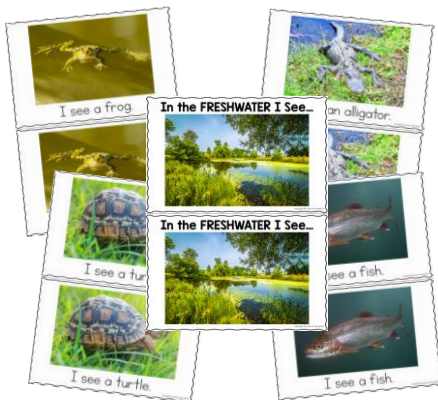 I see a frog.
an alligator.
In the FRESHWATER I See...
In the FRESHWATER I See...
I see a tur
see a fish.
I see a turtle.
I see a fish.